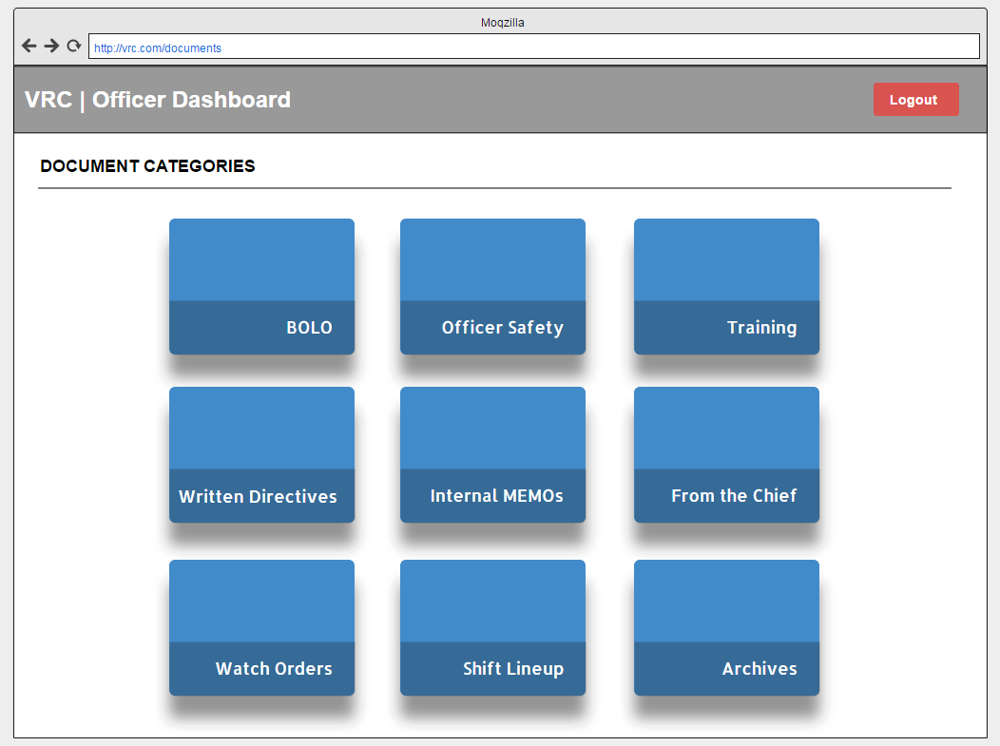 Moqzilla
http://vrc.com/documents
VRC | Officer Dashboard
Logout
DOCUMENT CATEGORIES
BOLO
Officer Safety
Training
Written Directives
Internal MEMOs
From the Chief
Watch Orders
Shift Lineup
Archives